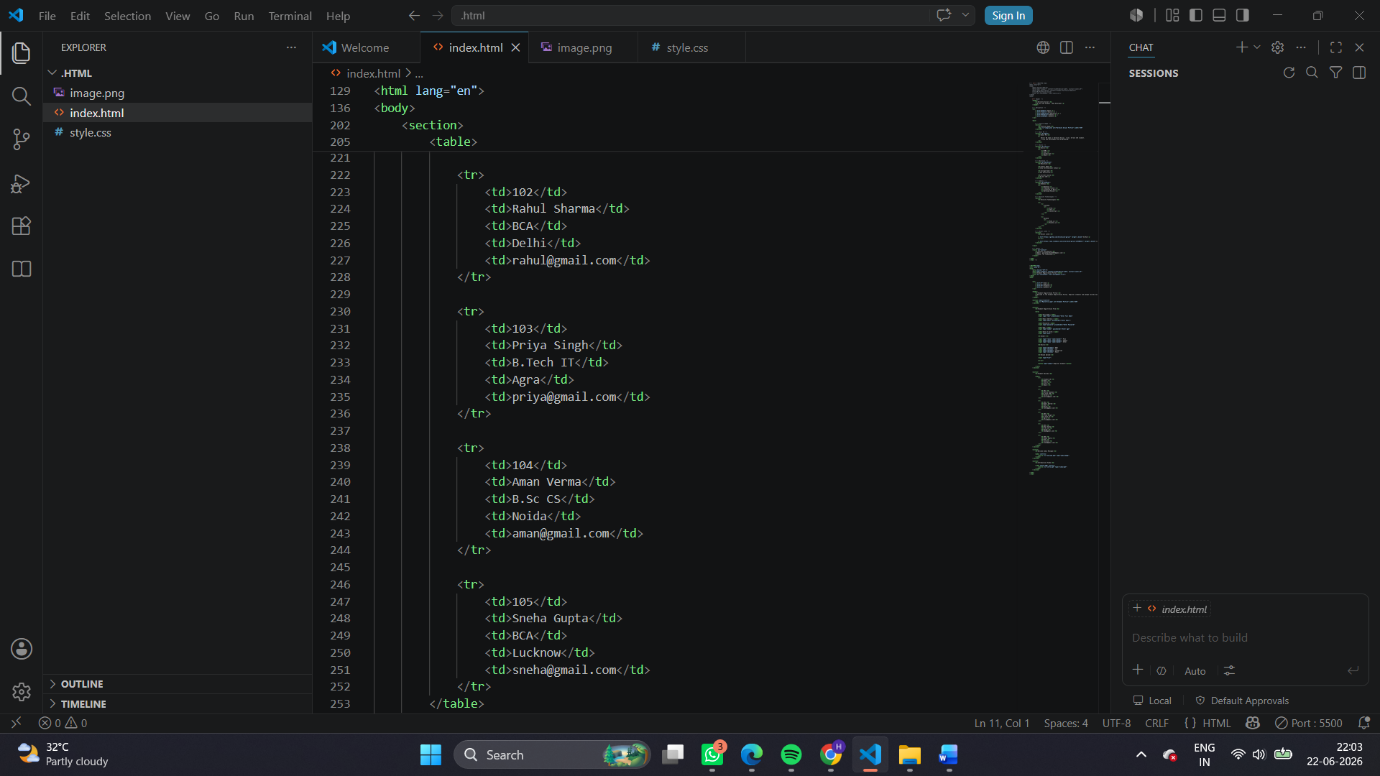 File Edit Selection View Go Run Terminal Help
.html
Sign In
EXPLORER
.HTML
image.png
index.html
style.css
OUTLINE
TIMELINE
Welcome
index.html
image.png
style.css
index.html > ...
129 <html lang="en">
136 <body>
202 <section>
205 <table>
221
222 <tr>
223 <td>102</td>
224 <td>Rahul Sharma</td>
225 <td>BCA</td>
226 <td>Delhi</td>
227 <td>rahul@gmail.com</td>
228 </tr>
229
230 <tr>
231 <td>103</td>
232 <td>Priya Singh</td>
233 <td>B.Tech IT</td>
234 <td>Agra</td>
235 <td>priya@gmail.com</td>
236 </tr>
237
238 <tr>
239 <td>104</td>
240 <td>Aman Verma</td>
241 <td>B.Sc CS</td>
242 <td>Noida</td>
243 <td>aman@gmail.com</td>
244 </tr>
245
246 <tr>
247 <td>105</td>
248 <td>Sneha Gupta</td>
249 <td>BCA</td>
250 <td>Lucknow</td>
251 <td>sneha@gmail.com</td>
252 </tr>
253 </table>
CHAT
SESSIONS
index.html
Describe what to build
Auto
Local
Default Approvals
0 0
Ln 11, Col 1 Spaces: 4 UTF-8 CRLF { } HTML Port : 5500
32°C
Partly cloudy
Search
3
H
ENG
IN
22:03
22-06-2026